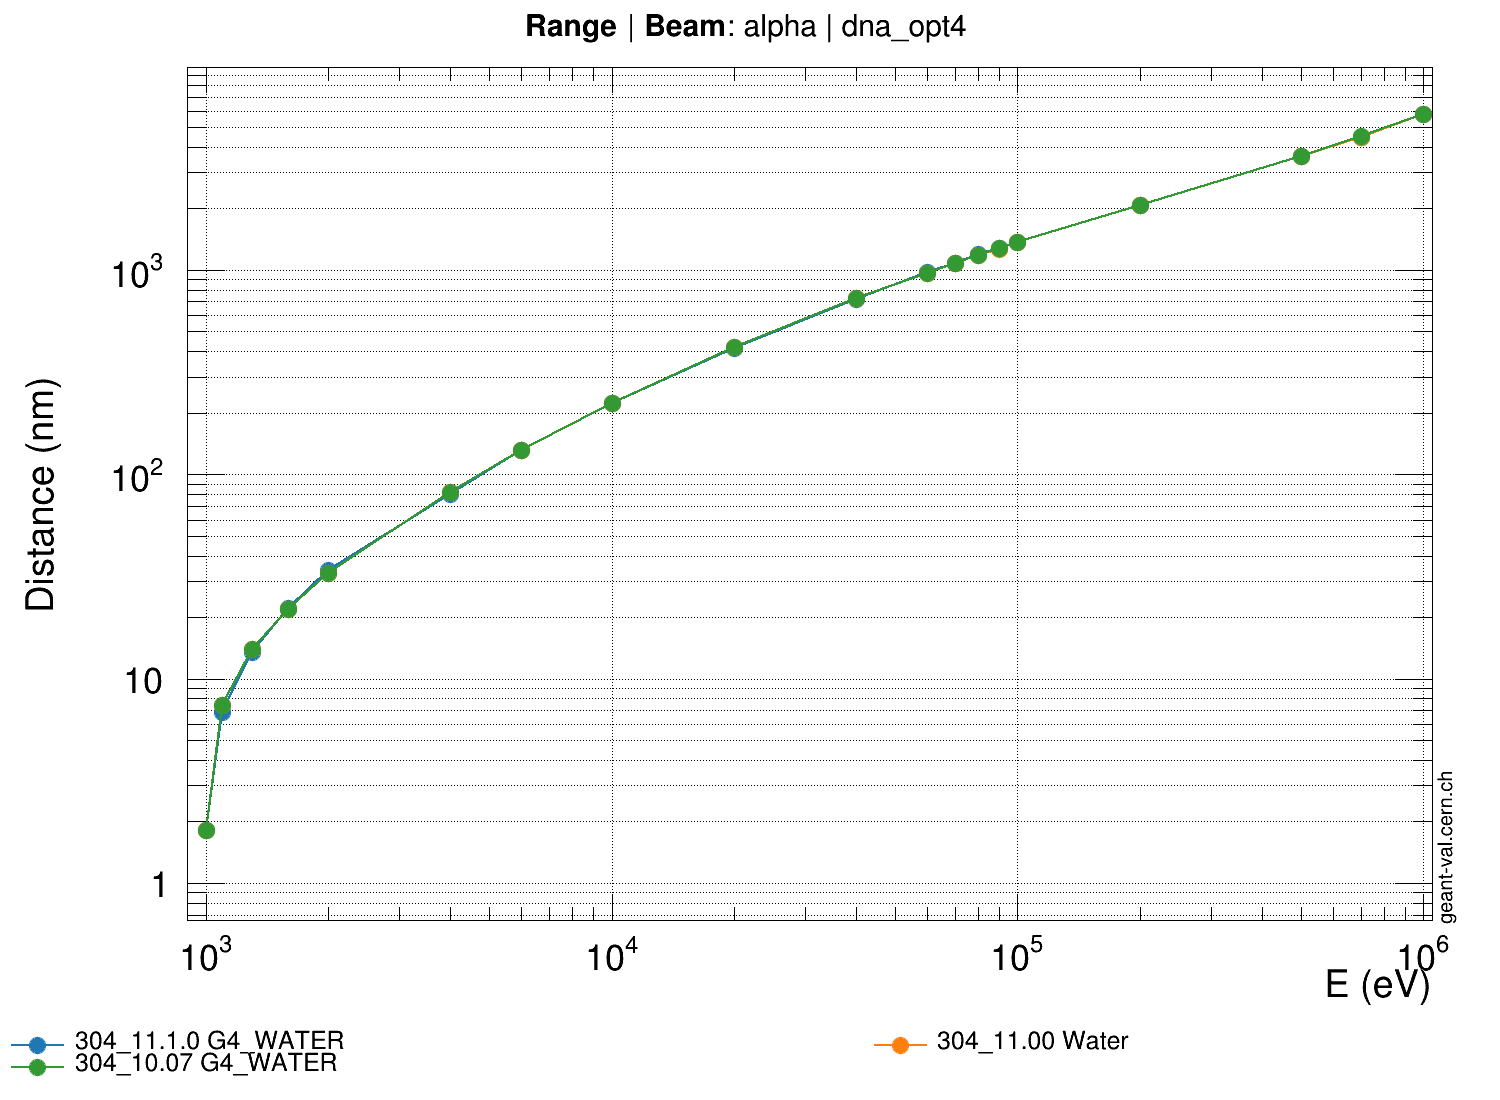 Range | Beam: alpha | dna_opt4
Distance (nm)
10³
10²
10
1
10³
10⁴
10⁵
10⁶
E (eV)
geant-val.cern.ch
304_11.1.0 G4_WATER
304_11.00 Water
304_10.07 G4_WATER